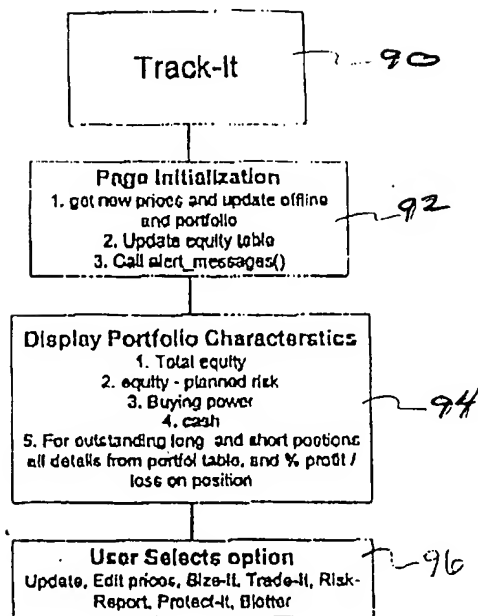 Track-It
90
Page Initialization
1. get new prices and update offline
and portfolio
2. Update equity table
3. Call alert_messages()
92
Display Portfolio Characterstics
1. Total equity
2. equity - planned risk
3. Buying power
4. cash
5. For outstanding long and short postions
all details from portfol table, and % profit /
loss on position
94
User Selects option
Update, Edit prices, Size-It, Trade-It, Risk-
Report, Protect-It, Blotter
96